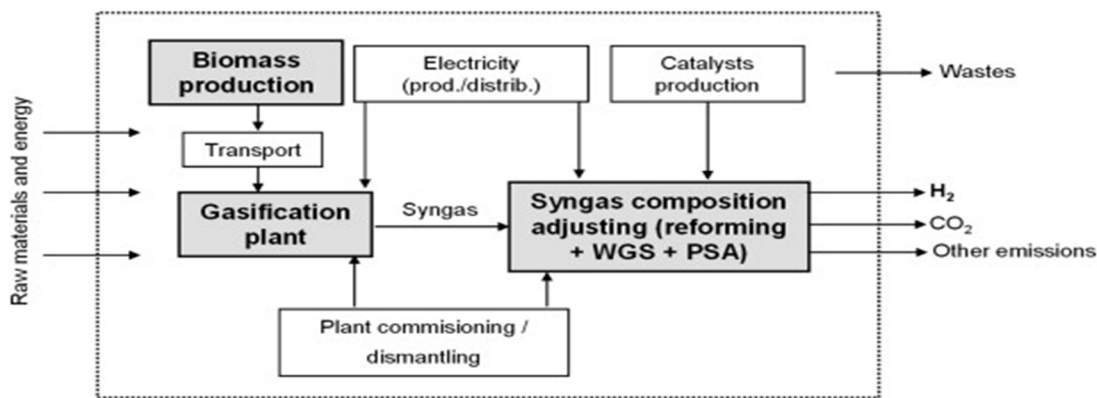 Biomass
production
Electricity
(prod./distrib.)
Catalysts
production
Wastes
Raw materials and energy
Transport
Gasification
plant
Syngas
Syngas composition
adjusting (reforming
+ WGS + PSA)
H₂
CO₂
Other emissions
Plant commisioning /
dismantling